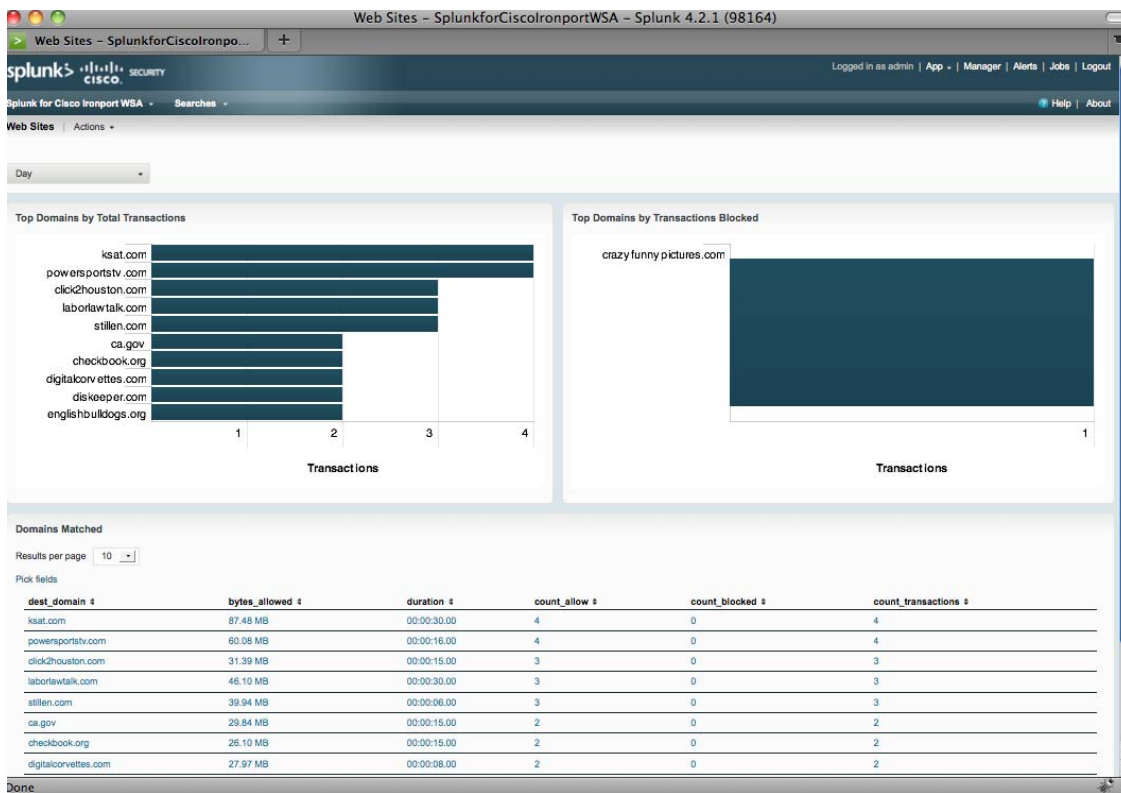 Web Sites – SplunkforCiscoIronportWSA – Splunk 4.2.1 (98164)
> Web Sites – SplunkforCiscoIronpo... +
splunk> CISCO. SECURITY
Logged in as admin | App | Manager | Alerts | Jobs | Logout
Splunk for Cisco Ironport WSA Searches
? Help | About
Web Sites | Actions
Day
Top Domains by Total Transactions
ksat.com
powersportstv.com
click2houston.com
laborlawtalk.com
stillen.com
ca.gov
checkbook.org
digitalcorvettes.com
diskeeper.com
englishbulldogs.org
1 2 3 4
Transactions
Top Domains by Transactions Blocked
crazyfunnypictures.com
1
Transactions
Domains Matched
Results per page 10
Pick fields
dest_domain bytes_allowed duration count_allow count_blocked count_transactions
ksat.com 87.48 MB 00:00:30.00 4 0 4
powersportstv.com 60.08 MB 00:00:16.00 4 0 4
click2houston.com 31.39 MB 00:00:15.00 3 0 3
laborlawtalk.com 46.10 MB 00:00:30.00 3 0 3
stillen.com 39.94 MB 00:00:06.00 3 0 3
ca.gov 29.84 MB 00:00:15.00 2 0 2
checkbook.org 26.10 MB 00:00:15.00 2 0 2
digitalcorvettes.com 27.97 MB 00:00:08.00 2 0 2
Done